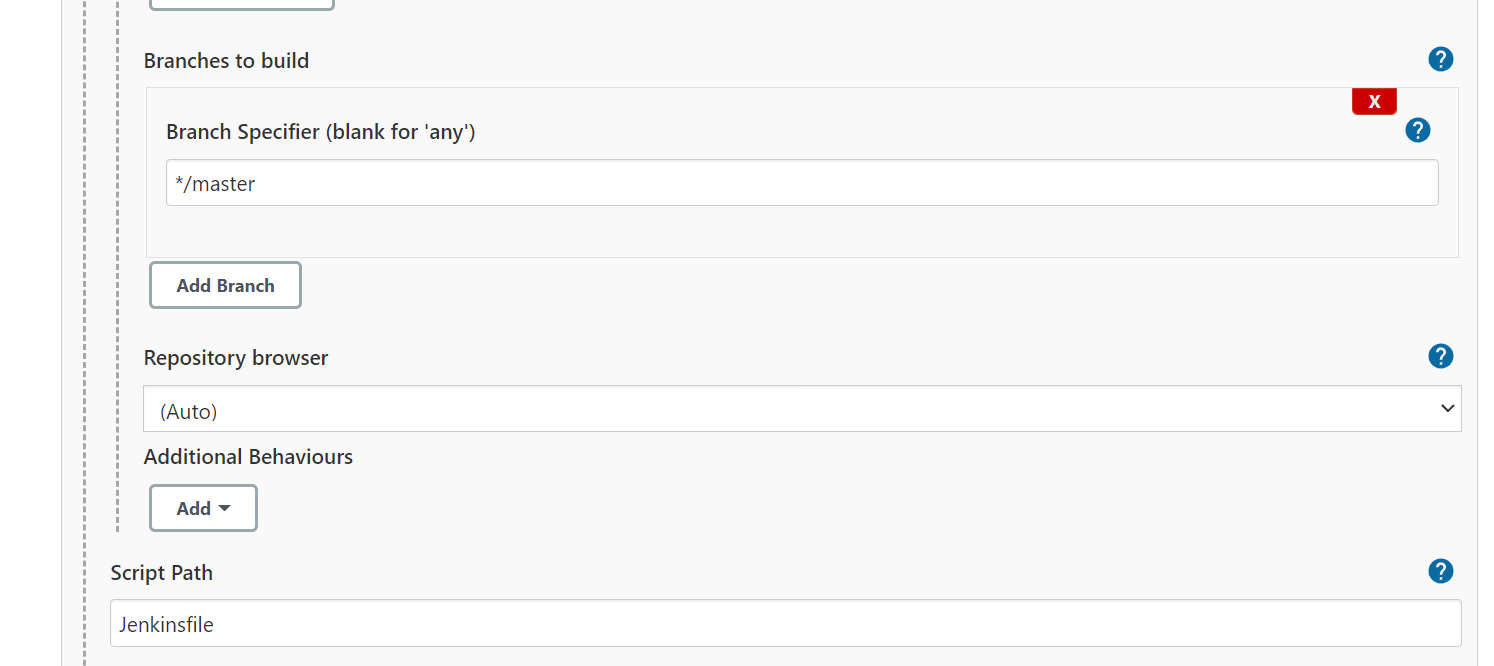 Branches to build
?
X
Branch Specifier (blank for 'any')
?
*/master
Add Branch
Repository browser
?
(Auto)
Additional Behaviours
Add
Script Path
?
Jenkinsfile